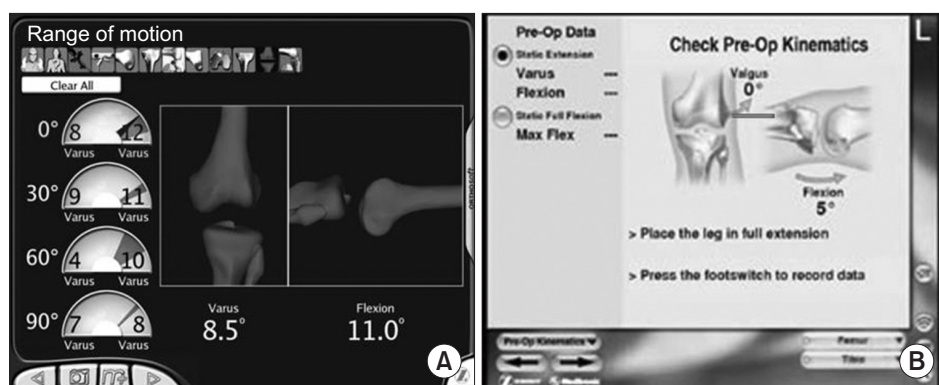 Range of motion
Clear All
0° 8 12
Varus Varus
30° 9 11
Varus Varus
60° 4 10
Varus Varus
90° 7 8
Varus Varus
Varus Flexion
8.5° 11.0°
ORTHOsoft
A
Pre-Op Data
Static Extension
Varus ---
Flexion ---
Static Full Flexion
Max Flex ---
Check Pre-Op Kinematics
L
Valgus
0°
Flexion
5°
> Place the leg in full extension
> Press the footswitch to record data
Pre-Op Kinematics
Femur
Tibia
B